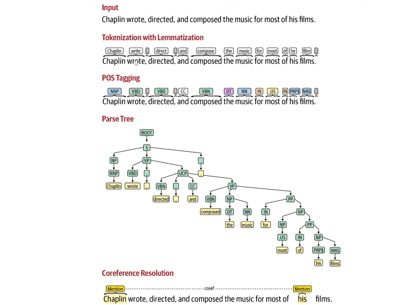 Input
Chaplin wrote, directed, and composed the music for most of his films.
Tokenization with Lemmatization
Chaplin write , direct , and compose the music for most of he film .
Chaplin wrote, directed, and composed the music for most of his films.
POS Tagging
NNP VBD , VBD , CC VBN DT NN IN JJS IN PRP$ NNS .
Chaplin wrote, directed, and composed the music for most of his films.
Parse Tree
ROOT
S
NP VP .
NNP VBD , UCP .
Chaplin wrote , VBN , CC VP
directed , and VBN NP PP
composed DT NN IN NP
the music for NP PP
JJS IN NP
most of PRP$ NNS
his films
Coreference Resolution
Mention coref Mention
Chaplin wrote, directed, and composed the music for most of his films.